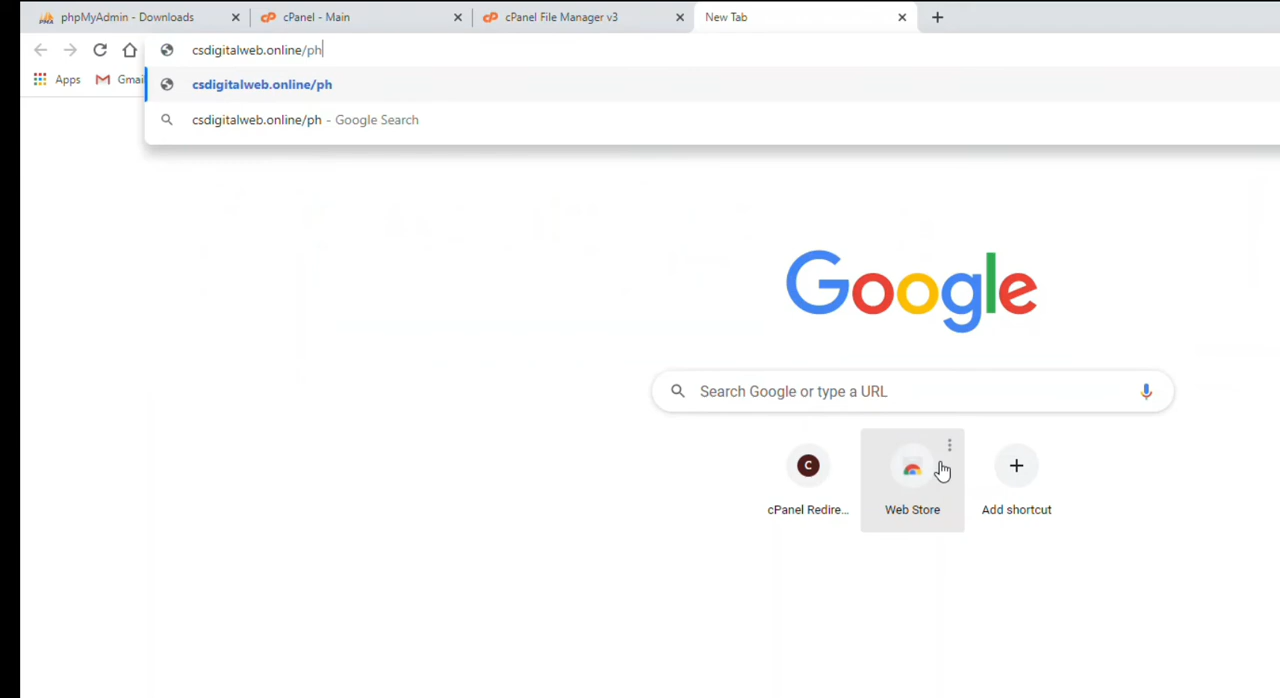 phpMyAdmin - Downloads
cPanel - Main
cPanel File Manager v3
New Tab
csdigitalweb.online/ph
Apps
Gmai
csdigitalweb.online/ph
csdigitalweb.online/ph - Google Search
Google
Search Google or type a URL
C
cPanel Redire...
Web Store
Add shortcut